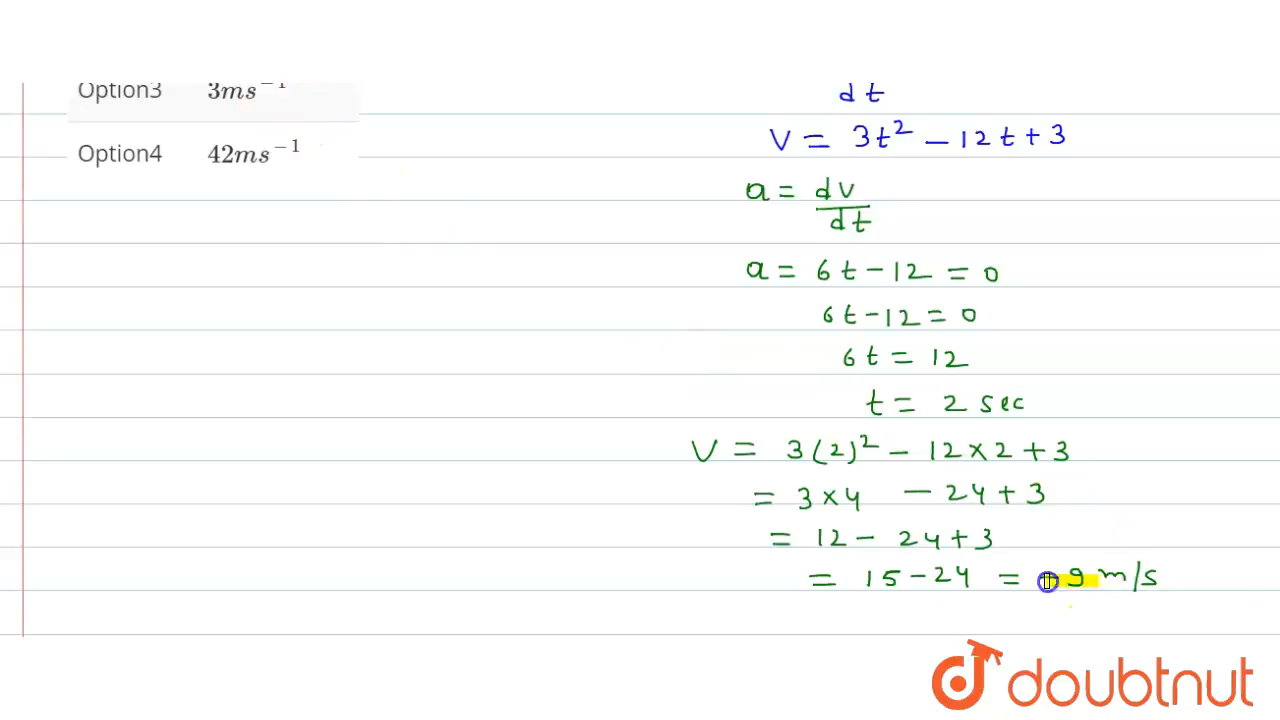 Option3 3ms⁻¹
Option4 42ms⁻¹
dt
V = 3t² - 12t + 3
a = dv
dt
a = 6t - 12 = 0
6t - 12 = 0
6t = 12
t = 2 sec
V = 3(2)² - 12 × 2 + 3
= 3 × 4 - 24 + 3
= 12 - 24 + 3
= 15 - 24 = -9 m/s
doubtnut